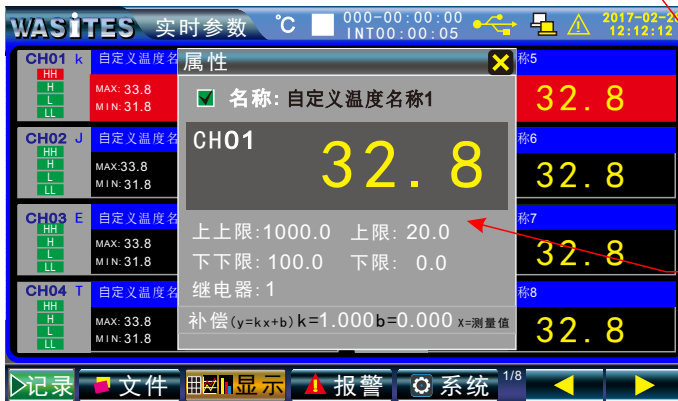 WASiTES 实时参数 ℃ 000-00:00:00 INT00:00:05 2017-02-2 12:12:12
CH01 k 自定义温度名
HH
H
L
LL
MAX: 33.8
MIN: 31.8
称5
32.8
CH02 J 自定义温度名
HH
H
L
LL
MAX:33.8
MIN: 31.8
称6
32.8
CH03 E 自定义温度名
HH
H
L
LL
MAX: 33.8
MIN: 31.8
称7
32.8
CH04 T 自定义温度名
HH
H
L
LL
MAX: 33.8
MIN: 31.8
称8
32.8
属性 X
名称: 自定义温度名称1
CH01
32.8
上上限:1000.0 上限: 20.0
下下限: 100.0 下限: 0.0
继电器: 1
补偿(y=kx+b) k=1.000 b=0.000 X=测量值
记录 文件 显示 报警 系统 1/8